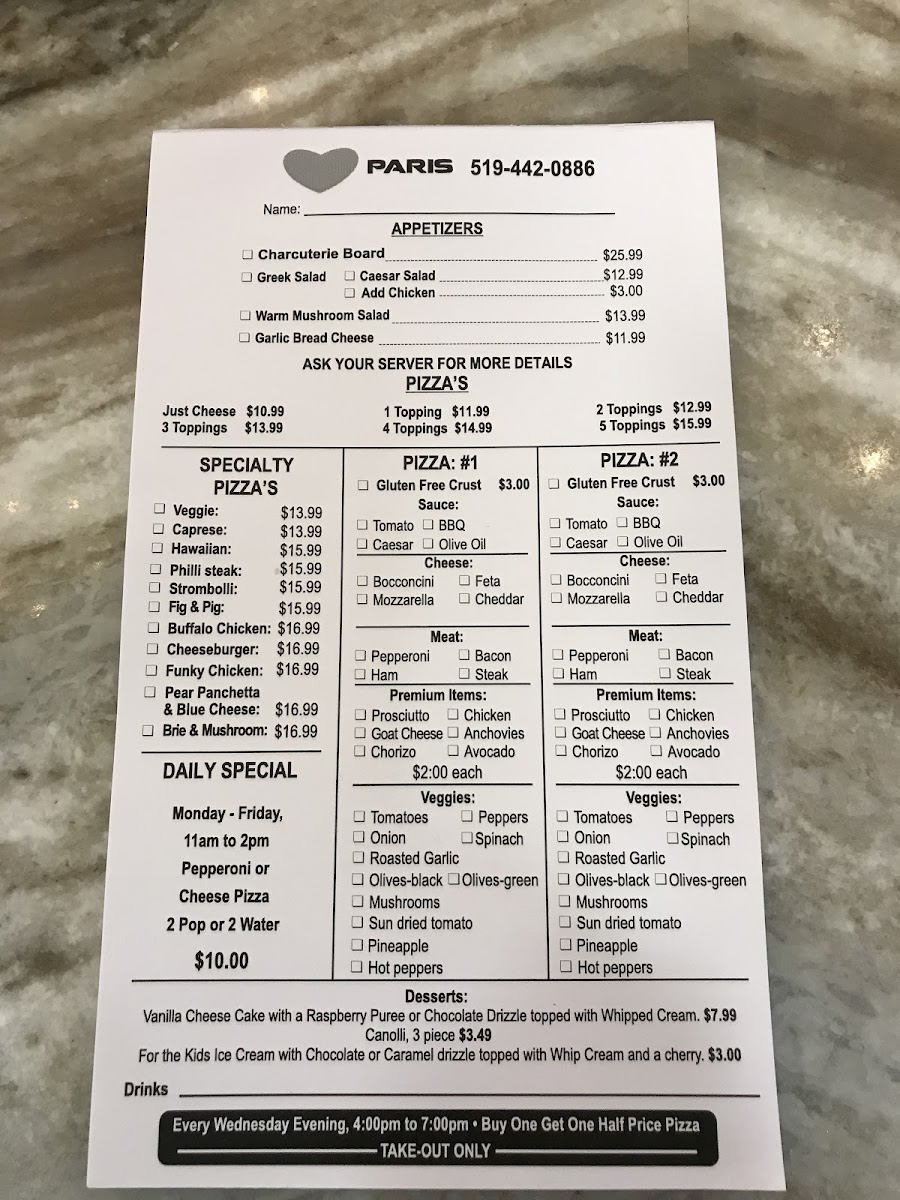 PARIS 519-442-0886
Name:
APPETIZERS
Charcuterie Board $25.99
Greek Salad Caesar Salad $12.99
Add Chicken $3.00
Warm Mushroom Salad $13.99
Garlic Bread Cheese $11.99
ASK YOUR SERVER FOR MORE DETAILS
PIZZA'S
Just Cheese $10.99 1 Topping $11.99 2 Toppings $12.99
3 Toppings $13.99 4 Toppings $14.99 5 Toppings $15.99
SPECIALTY
PIZZA'S
Veggie: $13.99
Caprese: $13.99
Hawaiian: $15.99
Philli steak: $15.99
Strombolli: $15.99
Fig & Pig: $15.99
Buffalo Chicken: $16.99
Cheeseburger: $16.99
Funky Chicken: $16.99
Pear Panchetta
& Blue Cheese: $16.99
Brie & Mushroom: $16.99
DAILY SPECIAL
Monday - Friday,
11am to 2pm
Pepperoni or
Cheese Pizza
2 Pop or 2 Water
$10.00
PIZZA: #1
Gluten Free Crust $3.00
Sauce:
Tomato BBQ
Caesar Olive Oil
Cheese:
Bocconcini Feta
Mozzarella Cheddar
Meat:
Pepperoni Bacon
Ham Steak
Premium Items:
Prosciutto Chicken
Goat Cheese Anchovies
Chorizo Avocado
$2:00 each
Veggies:
Tomatoes Peppers
Onion Spinach
Roasted Garlic
Olives-black Olives-green
Mushrooms
Sun dried tomato
Pineapple
Hot peppers
PIZZA: #2
Gluten Free Crust $3.00
Sauce:
Tomato BBQ
Caesar Olive Oil
Cheese:
Bocconcini Feta
Mozzarella Cheddar
Meat:
Pepperoni Bacon
Ham Steak
Premium Items:
Prosciutto Chicken
Goat Cheese Anchovies
Chorizo Avocado
$2:00 each
Veggies:
Tomatoes Peppers
Onion Spinach
Roasted Garlic
Olives-black Olives-green
Mushrooms
Sun dried tomato
Pineapple
Hot peppers
Desserts:
Vanilla Cheese Cake with a Raspberry Puree or Chocolate Drizzle topped with Whipped Cream. $7.99
Canolli, 3 piece $3.49
For the Kids Ice Cream with Chocolate or Caramel drizzle topped with Whip Cream and a cherry. $3.00
Drinks
Every Wednesday Evening, 4:00pm to 7:00pm • Buy One Get One Half Price Pizza
TAKE-OUT ONLY